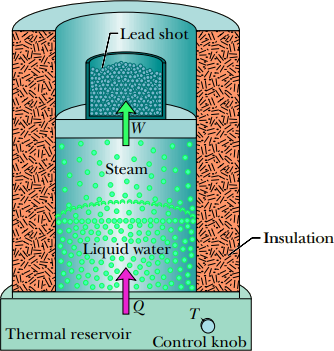 Lead shot
W
Steam
Insulation
Liquid water
Q
T
Thermal reservoir
Control knob